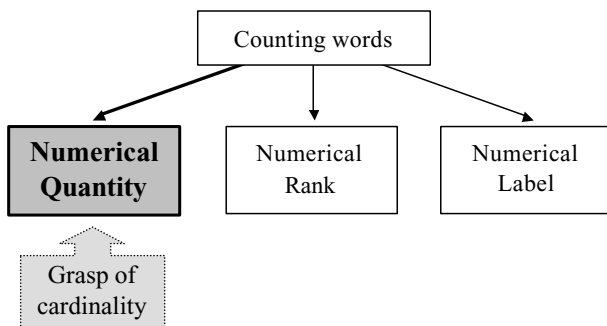 Counting words
Numerical
Quantity
Numerical
Rank
Numerical
Label
Grasp of
cardinality